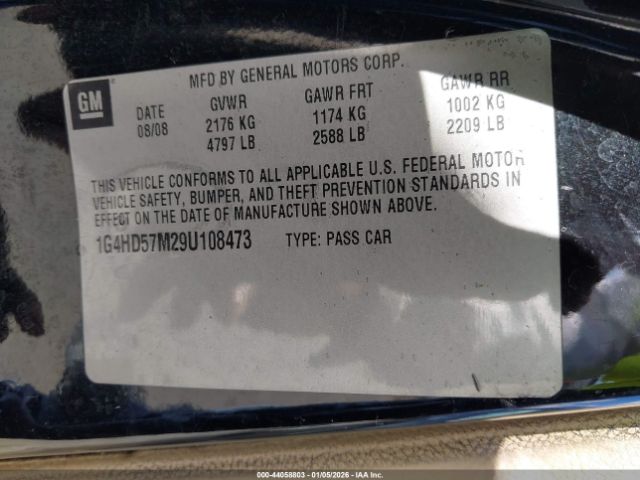 MFD BY GENERAL MOTORS CORP.
GM
DATE GVWR GAWR FRT GAWR RR
08/08 2176 KG 1174 KG 1002 KG
4797 LB 2588 LB 2209 LB
THIS VEHICLE CONFORMS TO ALL APPLICABLE U.S. FEDERAL MOTOR
VEHICLE SAFETY, BUMPER, AND THEFT PREVENTION STANDARDS IN
EFFECT ON THE DATE OF MANUFACTURE SHOWN ABOVE.
1G4HD57M29U108473 TYPE: PASS CAR
000-44058803 - 01/05/2026 - IAAI.COM